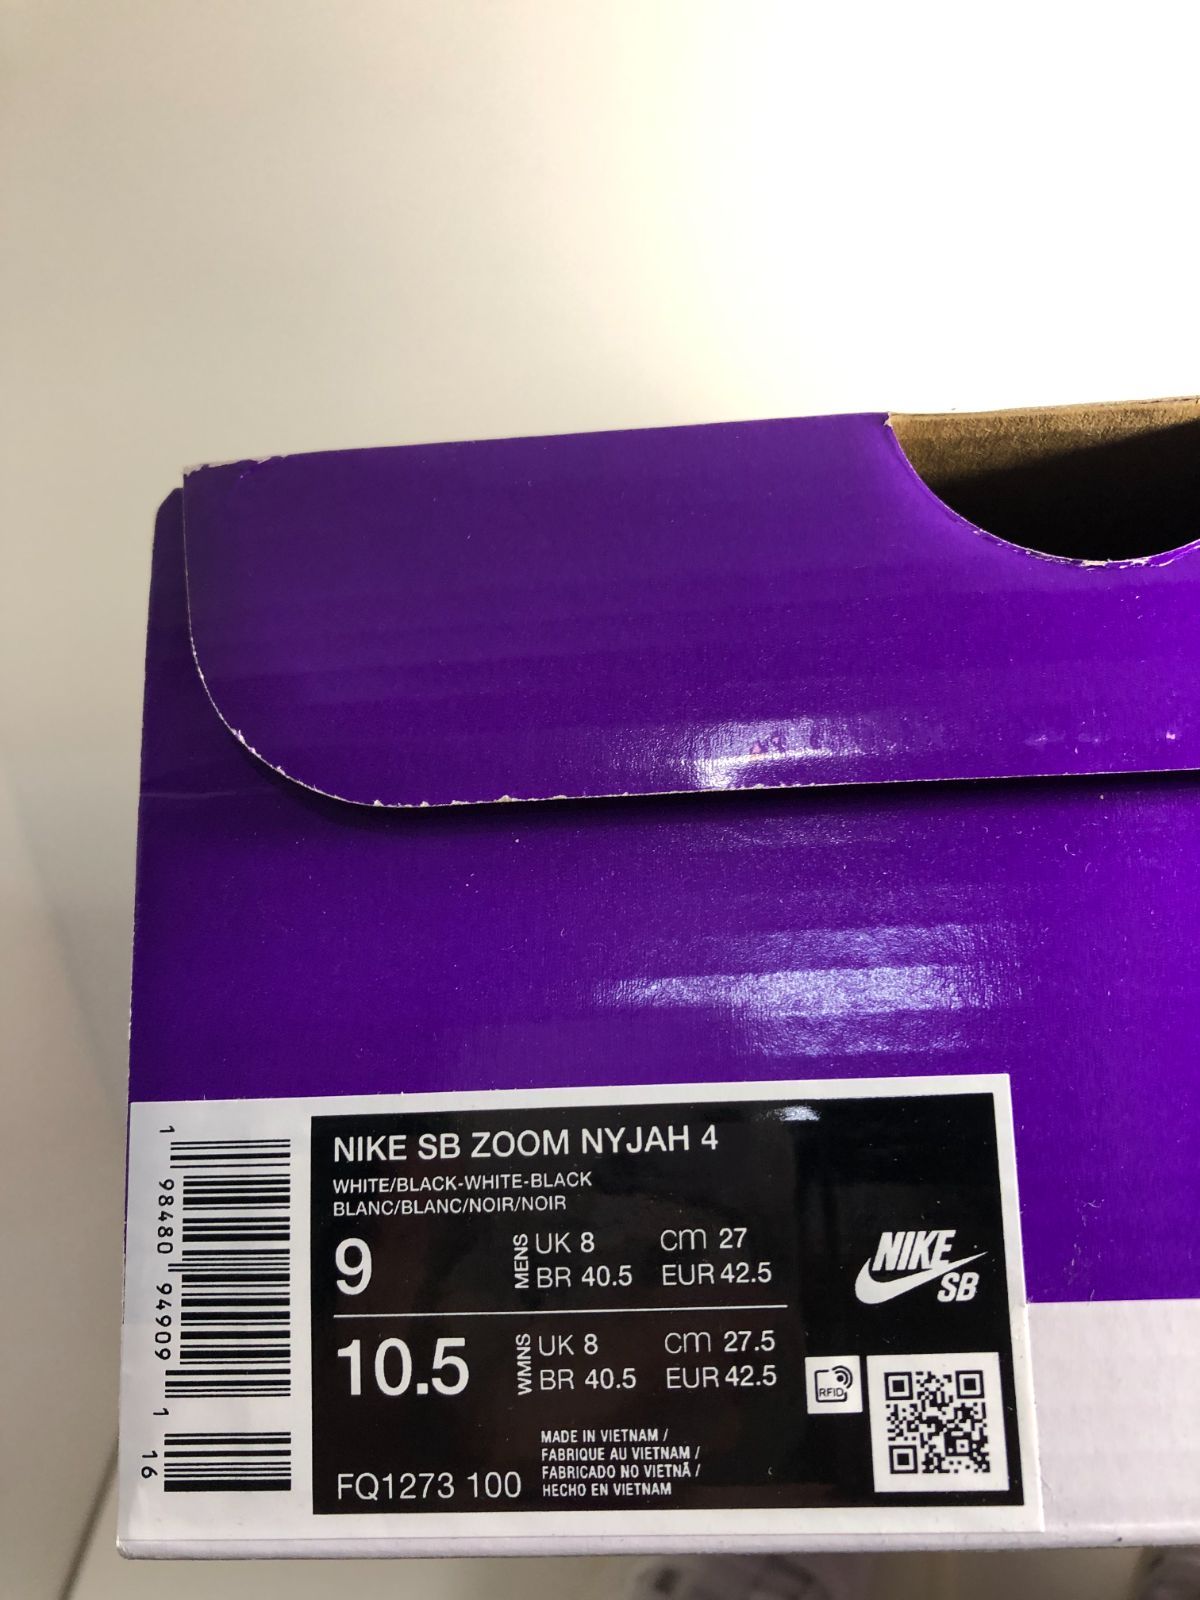 NIKE SB ZOOM NYJAH 4
WHITE/BLACK-WHITE-BLACK
BLANC/BLANC/NOIR/NOIR
9
MENS
UK 8
cm 27
BR 40.5
EUR 42.5
10.5
WMNS
UK 8
cm 27.5
BR 40.5
EUR 42.5
NIKE
SB
RFID
MADE IN VIETNAM /
FABRIQUE AU VIETNAM /
FABRICADO NO VIETNÃ /
HECHO EN VIETNAM
FQ1273 100
1 98480 94909 1 16